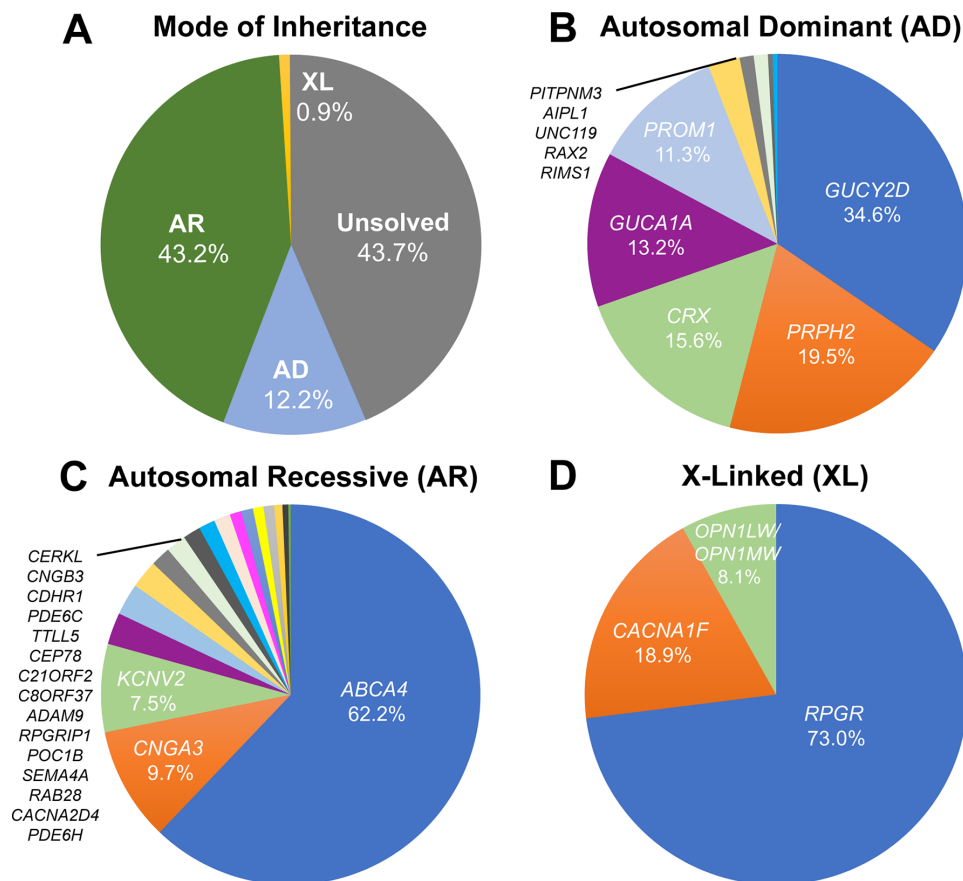 A
Mode of Inheritance
XL
0.9%
AR
43.2%
Unsolved
43.7%
AD
12.2%
B
Autosomal Dominant (AD)
PITPNM3
AIPL1
UNC119
RAX2
RIMS1
PROM1
11.3%
GUCY2D
34.6%
GUCA1A
13.2%
CRX
15.6%
PRPH2
19.5%
C
Autosomal Recessive (AR)
CERKL
CNGB3
CDHR1
PDE6C
TTLL5
CEP78
C21ORF2
C8ORF37
ADAM9
RPGRIP1
POC1B
SEMA4A
RAB28
CACNA2D4
PDE6H
KCNV2
7.5%
ABCA4
62.2%
CNGA3
9.7%
D
X-Linked (XL)
OPN1LW/
OPN1MW
8.1%
CACNA1F
18.9%
RPGR
73.0%